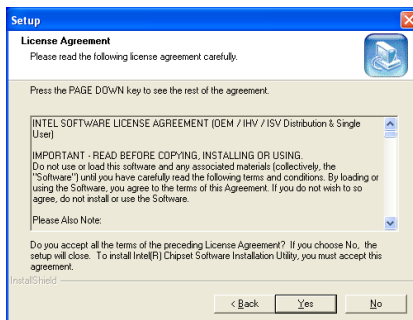 Setup
License Agreement
Please read the following license agreement carefully.
Press the PAGE DOWN key to see the rest of the agreement.
INTEL SOFTWARE LICENSE AGREEMENT (OEM / IHV / ISV Distribution & Single
User)
IMPORTANT - READ BEFORE COPYING, INSTALLING OR USING.
Do not use or load this software and any associated materials (collectively, the
"Software") until you have carefully read the following terms and conditions. By loading or
using the Software, you agree to the terms of this Agreement. If you do not wish to so
agree, do not install or use the Software.
Please Also Note:
Do you accept all the terms of the preceding License Agreement? If you choose No, the
setup will close. To install Intel(R) Chipset Software Installation Utility, you must accept this
agreement.
InstallShield
< Back Yes No